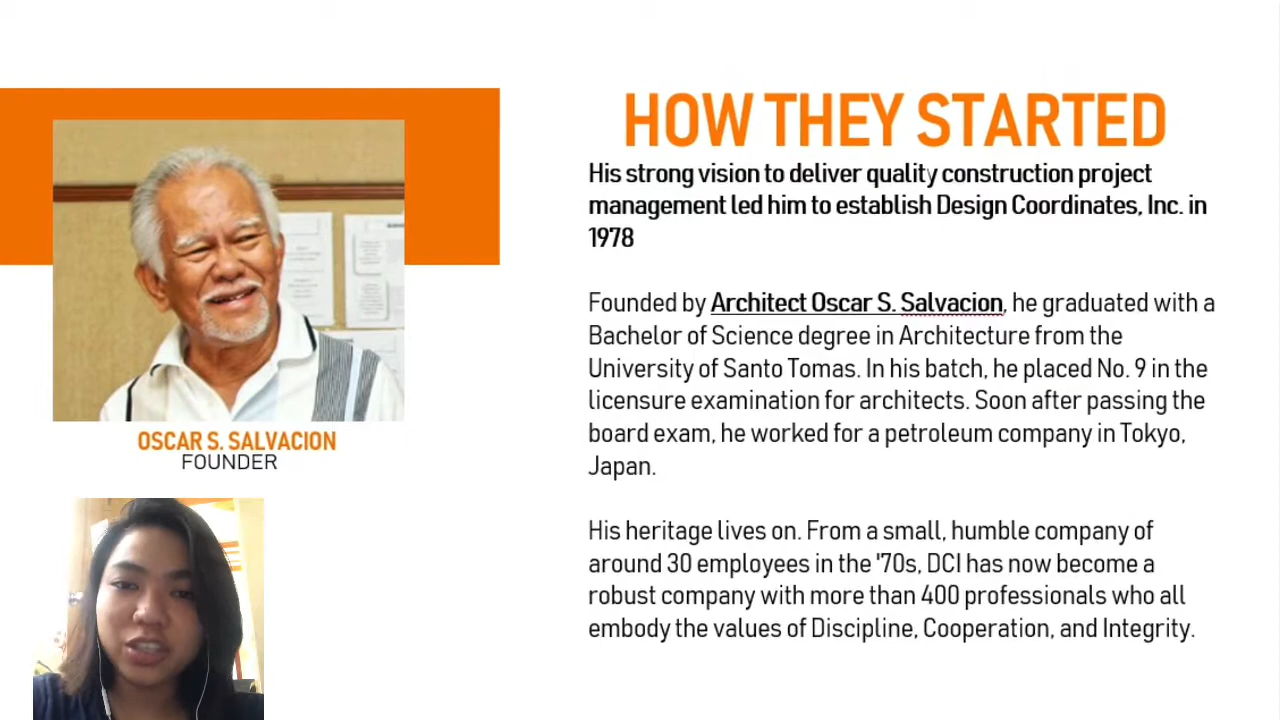 HOW THEY STARTED
His strong vision to deliver quality construction project
management led him to establish Design Coordinates, Inc. in
1978
Founded by Architect Oscar S. Salvacion, he graduated with a
Bachelor of Science degree in Architecture from the
University of Santo Tomas. In his batch, he placed No. 9 in the
licensure examination for architects. Soon after passing the
board exam, he worked for a petroleum company in Tokyo,
Japan.
His heritage lives on. From a small, humble company of
around 30 employees in the '70s, DCI has now become a
robust company with more than 400 professionals who all
embody the values of Discipline, Cooperation, and Integrity.
OSCAR S. SALVACION
FOUNDER